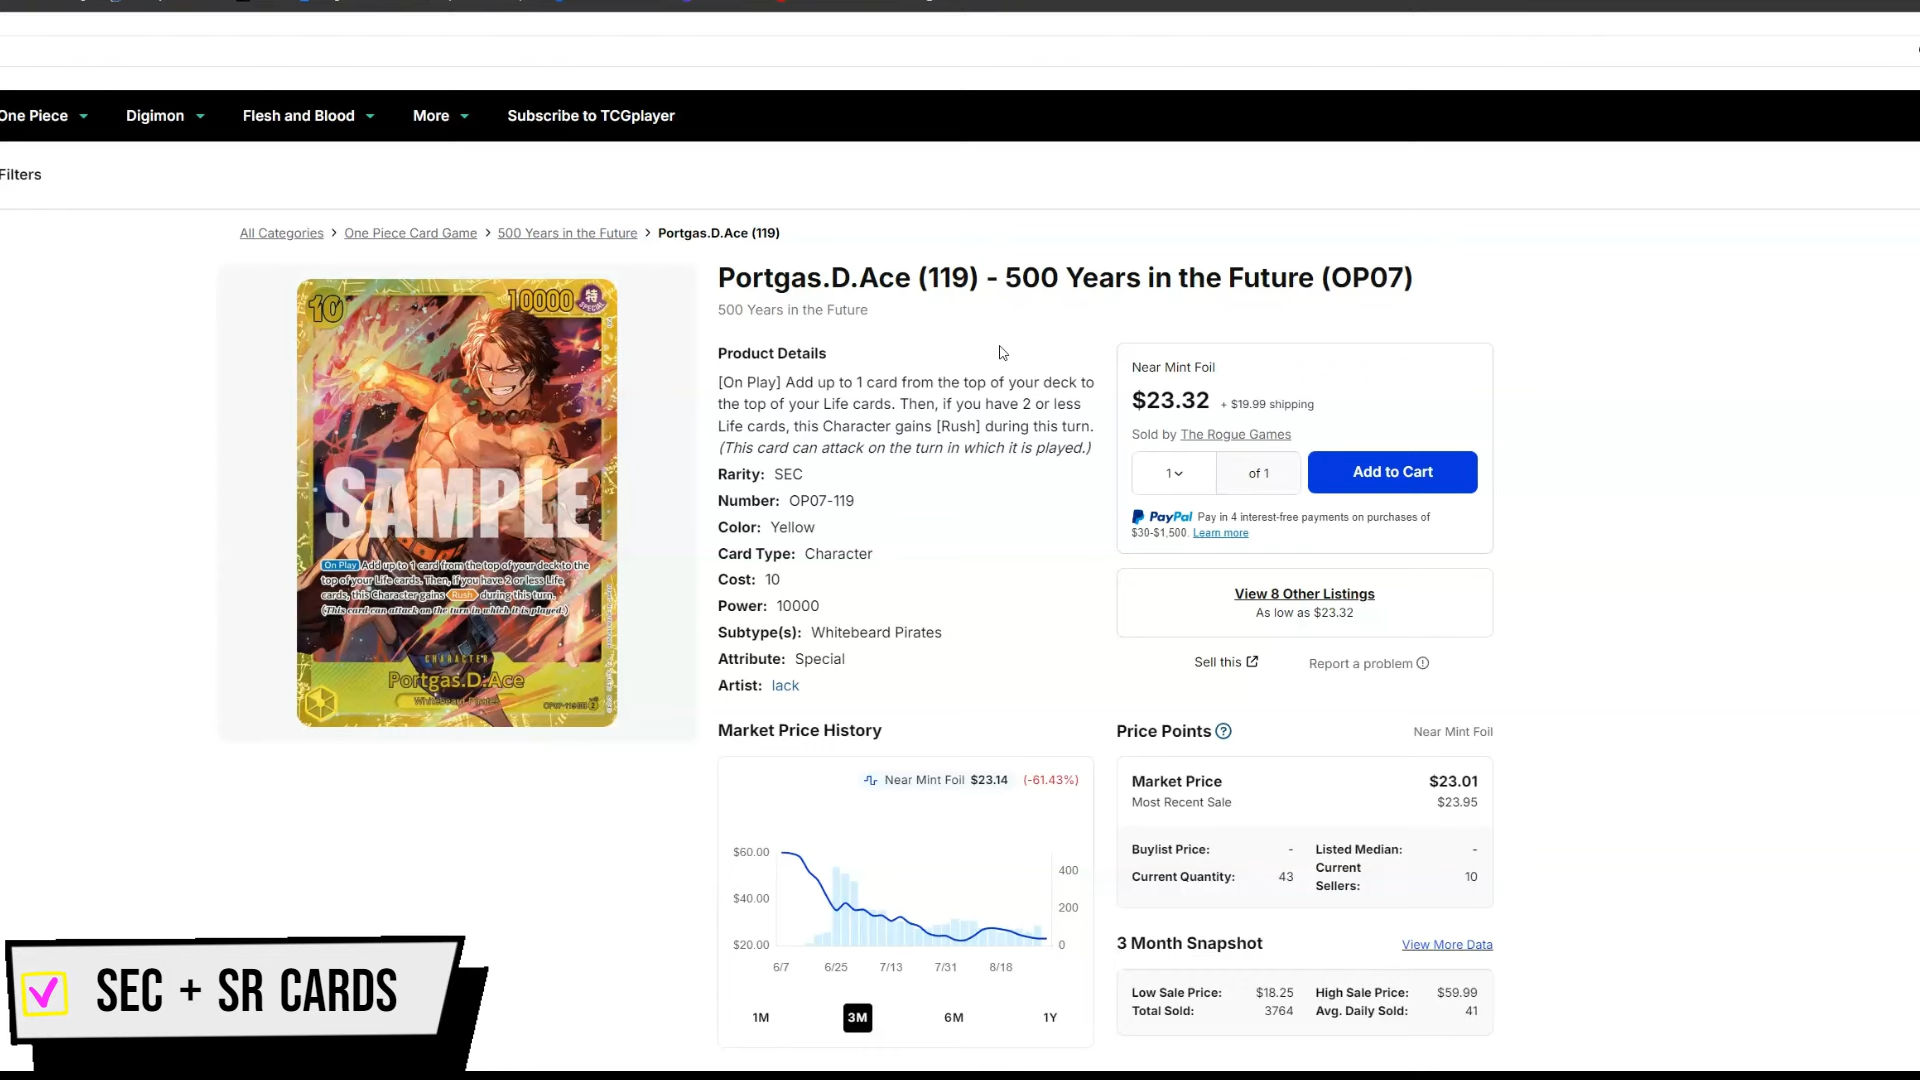 One Piece
Digimon
Flesh and Blood
More
Subscribe to TCGplayer
Filters
All Categories > One Piece Card Game > 500 Years in the Future > Portgas.D.Ace (119)
10
10000
特
SPECIAL
SAMPLE
On Play Add up to 1 card from the top of your deck to the
top of your Life cards. Then, if you have 2 or less Life
cards, this Character gains Rush during this turn.
(This card can attack on the turn in which it is played.)
CHARACTER
Portgas.D.Ace
Whitebeard Pirates
OP07-119
Portgas.D.Ace (119) - 500 Years in the Future (OP07)
500 Years in the Future
Product Details
[On Play] Add up to 1 card from the top of your deck to
the top of your Life cards. Then, if you have 2 or less
Life cards, this Character gains [Rush] during this turn.
(This card can attack on the turn in which it is played.)
Rarity: SEC
Number: OP07-119
Color: Yellow
Card Type: Character
Cost: 10
Power: 10000
Subtype(s): Whitebeard Pirates
Attribute: Special
Artist: lack
Near Mint Foil
$23.32 + $19.99 shipping
Sold by The Rogue Games
1
of 1
Add to Cart
PayPal Pay in 4 interest-free payments on purchases of
$30-$1,500. Learn more
View 8 Other Listings
As low as $23.32
Sell this
Report a problem
Market Price History
Near Mint Foil $23.14 (-61.43%)
$60.00
$40.00
$20.00
400
200
0
6/7
6/25
7/13
7/31
8/18
1M
3M
6M
1Y
Price Points
Near Mint Foil
Market Price $23.01
Most Recent Sale $23.95
Buylist Price: -
Listed Median: -
Current Quantity: 43
Current
Sellers: 10
3 Month Snapshot
View More Data
Low Sale Price: $18.25
High Sale Price: $59.99
Total Sold: 3764
Avg. Daily Sold: 41
SEC + SR CARDS